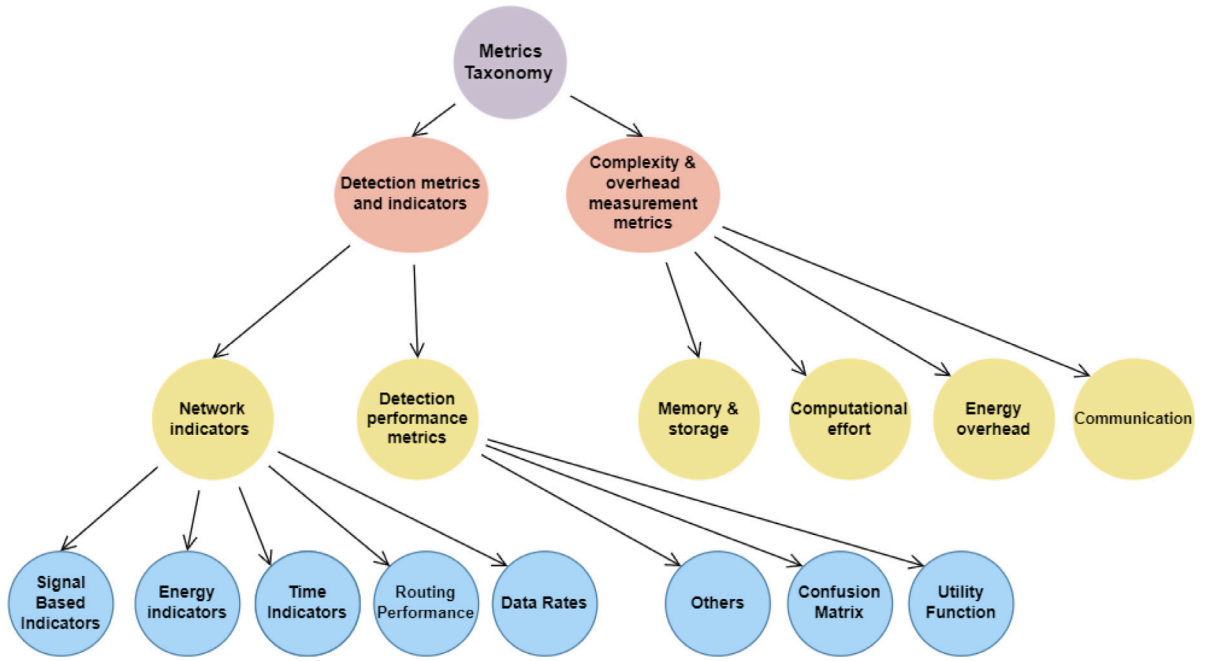 Metrics
Taxonomy
Detection metrics
and indicators
Complexity &
overhead
measurement
metrics
Network
indicators
Detection
performance
metrics
Memory &
storage
Computational
effort
Energy
overhead
Communication
Signal
Based
Indicators
Energy
indicators
Time
Indicators
Routing
Performance
Data Rates
Others
Confusion
Matrix
Utility
Function